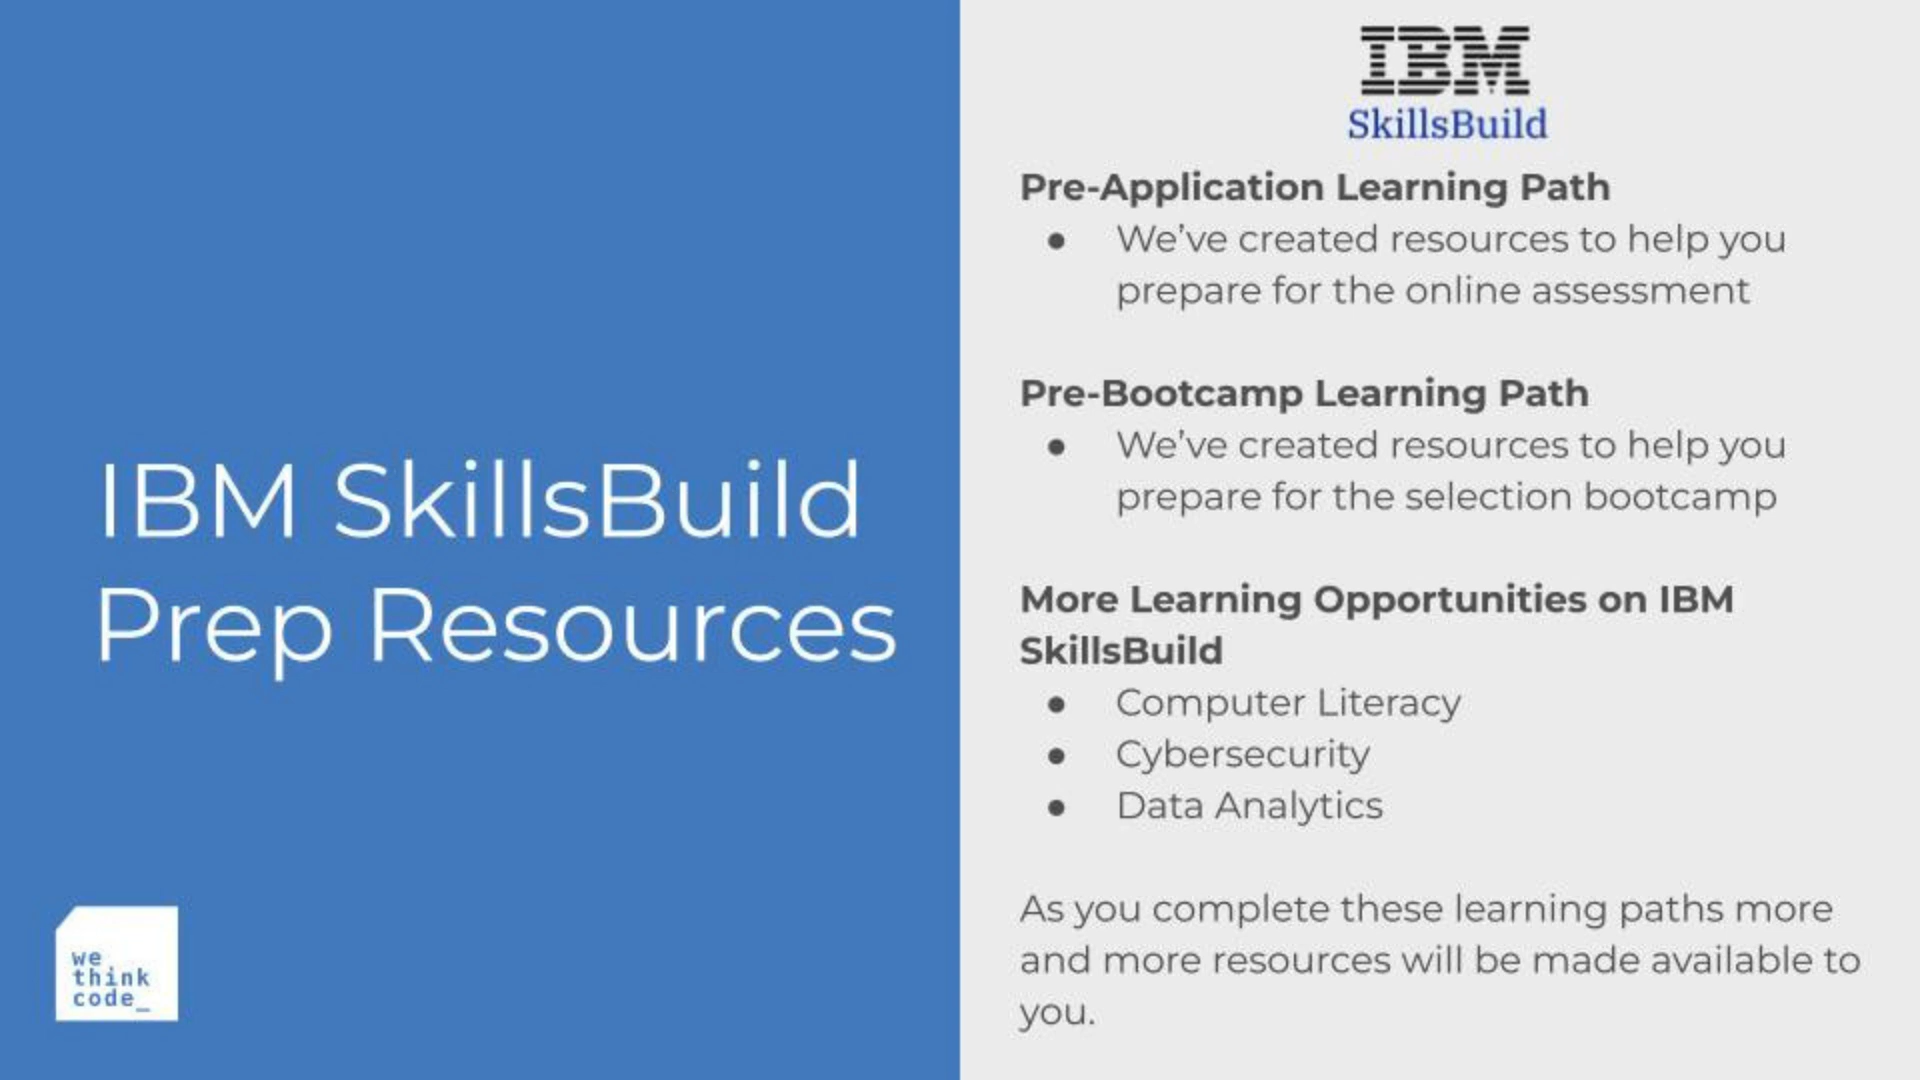 IBM SkillsBuild
Prep Resources
we
think
code_
IBM
SkillsBuild
Pre-Application Learning Path
● We’ve created resources to help you
prepare for the online assessment
Pre-Bootcamp Learning Path
● We’ve created resources to help you
prepare for the selection bootcamp
More Learning Opportunities on IBM
SkillsBuild
● Computer Literacy
● Cybersecurity
● Data Analytics
As you complete these learning paths more
and more resources will be made available to
you.